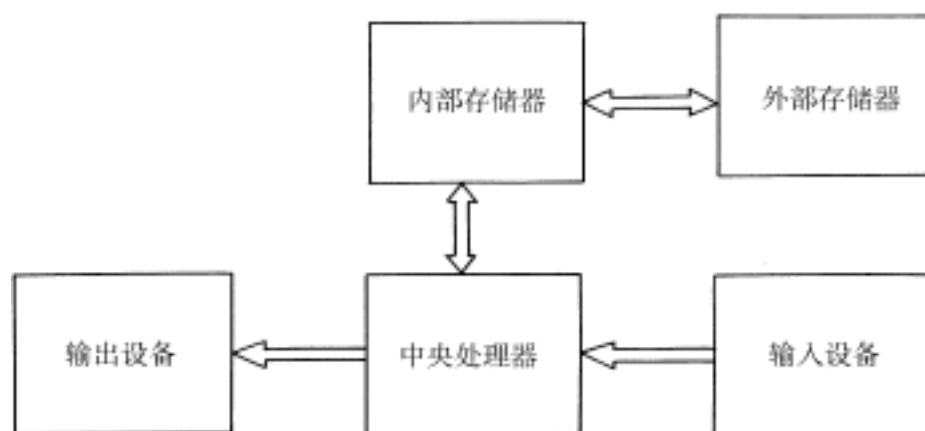 内部存储器
外部存储器
输出设备
中央处理器
输入设备